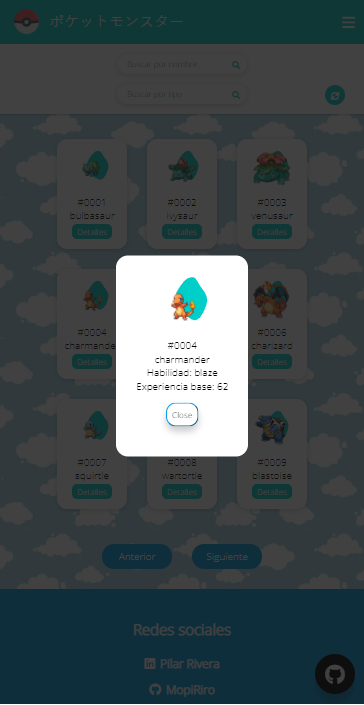 ポケットモンスター
Buscar por nombre
Buscar por tipo
#0001
bulbasaur
Detalles
#0002
ivysaur
Detalles
#0003
venusaur
Detalles
#0004
charmande
Detalles
#0004
charmander
Habilidad: blaze
Experiencia base: 62
Close
#0006
charizard
Detalles
#0007
squirtle
Detalles
#0008
wartortle
Detalles
#0009
blastoise
Detalles
Anterior
Siguiente
Redes sociales
Pilar Rivera
MopiRiro